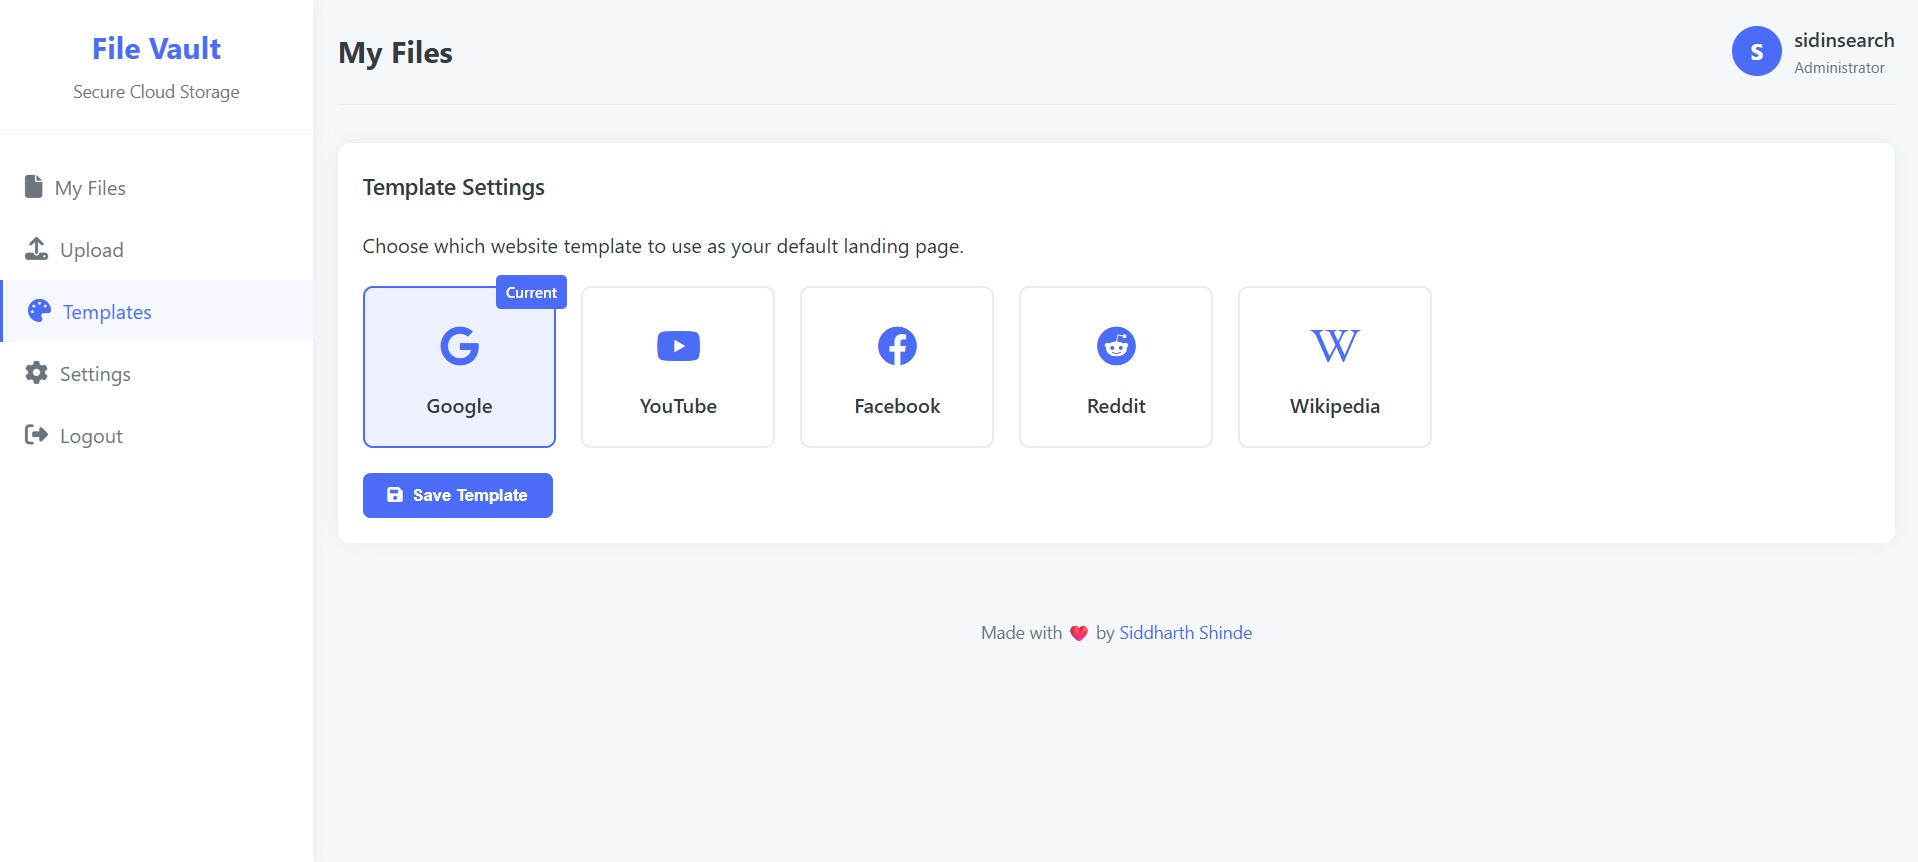 File Vault
Secure Cloud Storage
My Files
Upload
Templates
Settings
Logout
My Files
S
sidinsearch
Administrator
Template Settings
Choose which website template to use as your default landing page.
Current
Google
YouTube
Facebook
Reddit
W
Wikipedia
Save Template
Made with ❤️ by Siddharth Shinde